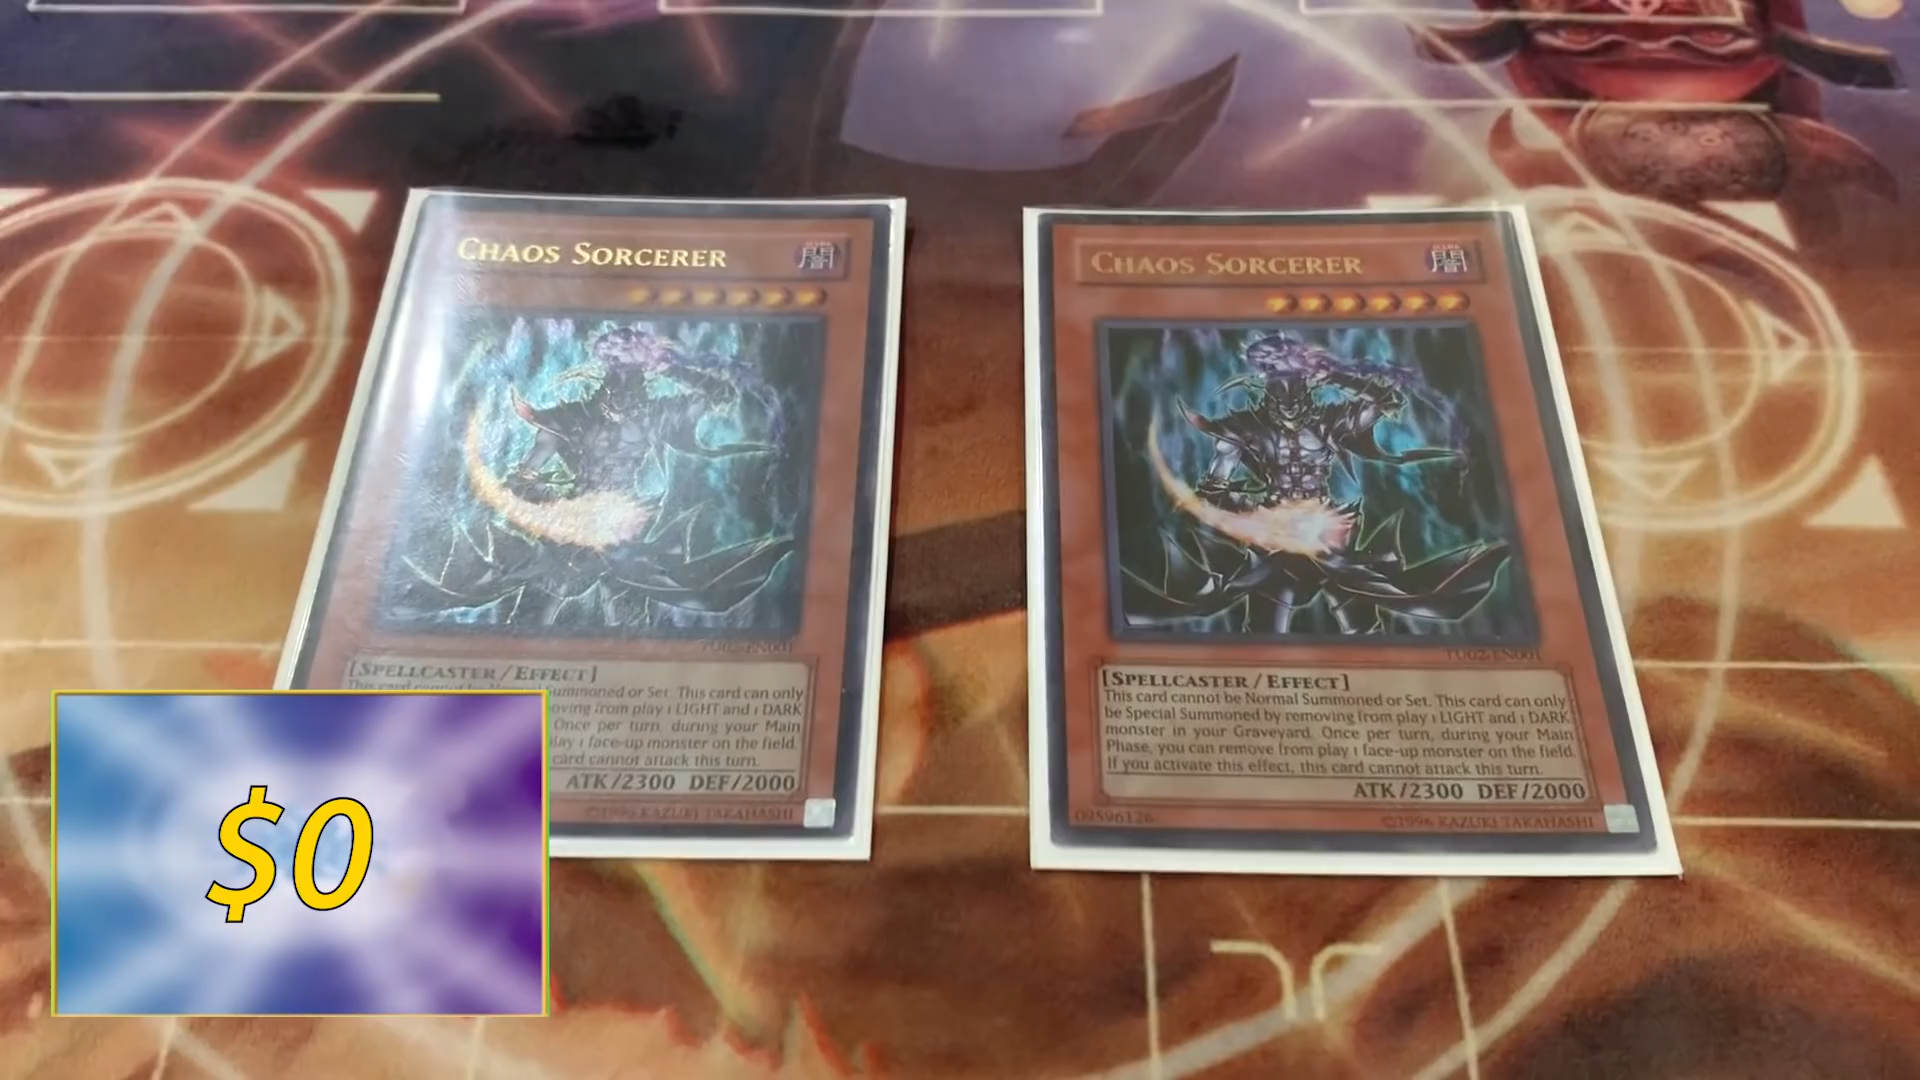 CHAOS SORCERER
闇
[SPELLCASTER/EFFECT]
This card cannot be Normal Summoned or Set. This card can only
oving from play 1 LIGHT and 1 DARK
Once per turn, during your Main
play 1 face-up monster on the field.
card cannot attack this turn.
ATK/2300 DEF/2000
©1996 KAZUKI TAKAHASHI
CHAOS SORCERER
闇
TU02-EN001
[SPELLCASTER/EFFECT]
This card cannot be Normal Summoned or Set. This card can only
be Special Summoned by removing from play 1 LIGHT and 1 DARK
monster in your Graveyard. Once per turn, during your Main
Phase, you can remove from play 1 face-up monster on the field.
If you activate this effect, this card cannot attack this turn.
ATK/2300 DEF/2000
09596126
©1996 KAZUKI TAKAHASHI
$0